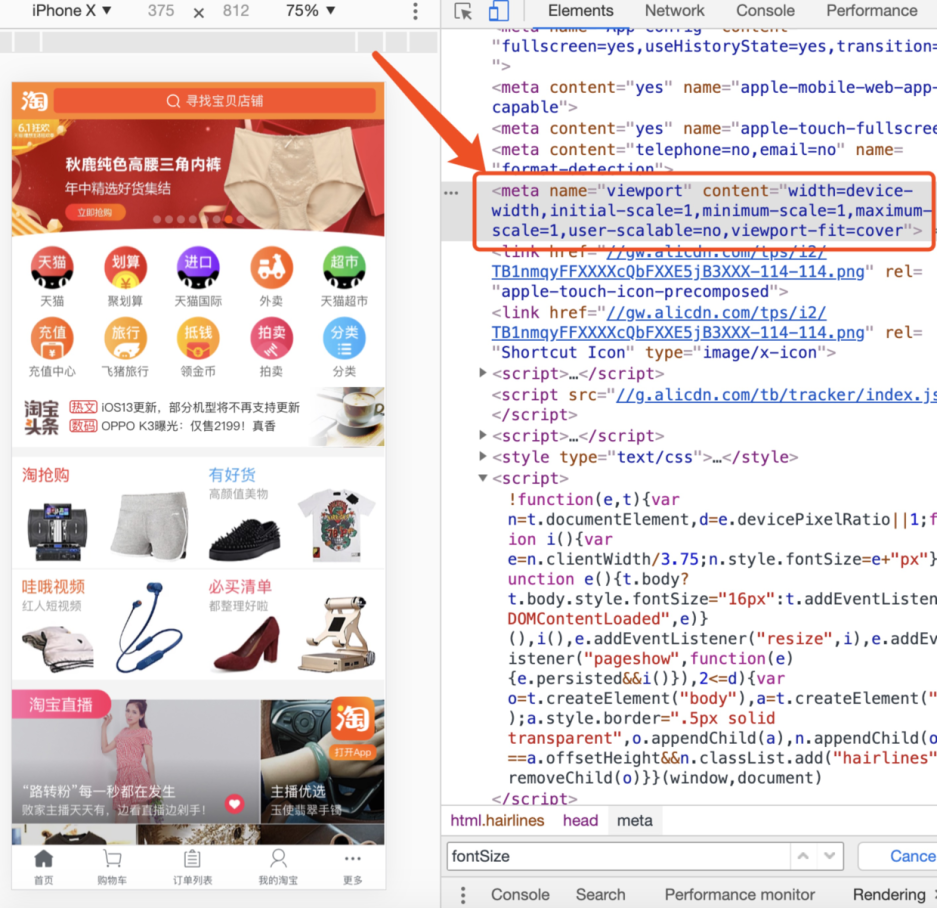 iPhone X ▼ 375 × 812 75% ▼
Elements Network Console Performance
淘 寻找宝贝店铺
6.1狂欢
秋鹿纯色高腰三角内裤
年中精选好货集结
立即抢购
天猫 划算 进口 超市
天猫 聚划算 天猫国际 外卖 天猫超市
充值 旅行 抵钱 拍卖 分类
充值中心 飞猪旅行 领金币 拍卖 分类
淘宝头条
热文 iOS13更新，部分机型将不再支持更新
数码 OPPO K3曝光：仅售2199！真香
淘抢购 有好货
高颜值美物
哇哦视频 必买清单
红人短视频 都整理好啦
淘宝直播
淘
打开App
“路转粉”每一秒都在发生 主播优选
败家主播天天有，边看直播边剁手！ 玉使翡翠手镯
首页 购物车 订单列表 我的淘宝 更多
<meta name="App-Config" content=
"fullscreen=yes,useHistoryState=yes,transition=
">
<meta content="yes" name="apple-mobile-web-app-
capable">
<meta content="yes" name="apple-touch-fullscree
<meta content="telephone=no,email=no" name=
"format-detection">
<meta name="viewport" content="width=device-
width,initial-scale=1,minimum-scale=1,maximum-
scale=1,user-scalable=no,viewport-fit=cover">
<link href="//gw.alicdn.com/tps/i2/
TB1nmqyFFXXXXcQbFXXE5jB3XXX-114-114.png" rel=
"apple-touch-icon-precomposed">
<link href="//gw.alicdn.com/tps/i2/
TB1nmqyFFXXXXcQbFXXE5jB3XXX-114-114.png" rel=
"Shortcut Icon" type="image/x-icon">
<script>…</script>
<script src="//g.alicdn.com/tb/tracker/index.js
</script>
<script>…</script>
<style type="text/css">…</style>
<script>
!function(e,t){var
n=t.documentElement,d=e.devicePixelRatio||1;f
ion i(){var
e=n.clientWidth/3.75;n.style.fontSize=e+"px"}
unction e(){t.body?
t.body.style.fontSize="16px":t.addEventListen
DOMContentLoaded",e)}
(),i(),e.addEventListener("resize",i),e.addEv
istener("pageshow",function(e)
{e.persisted&&i()}),2<=d){var
o=t.createElement("body"),a=t.createElement("
);a.style.border=".5px solid
transparent",o.appendChild(a),n.appendChild(o
==a.offsetHeight&&n.classList.add("hairlines"
removeChild(o)}}(window,document)
</script>
html.hairlines head meta
fontSize Cance
Console Search Performance monitor Rendering